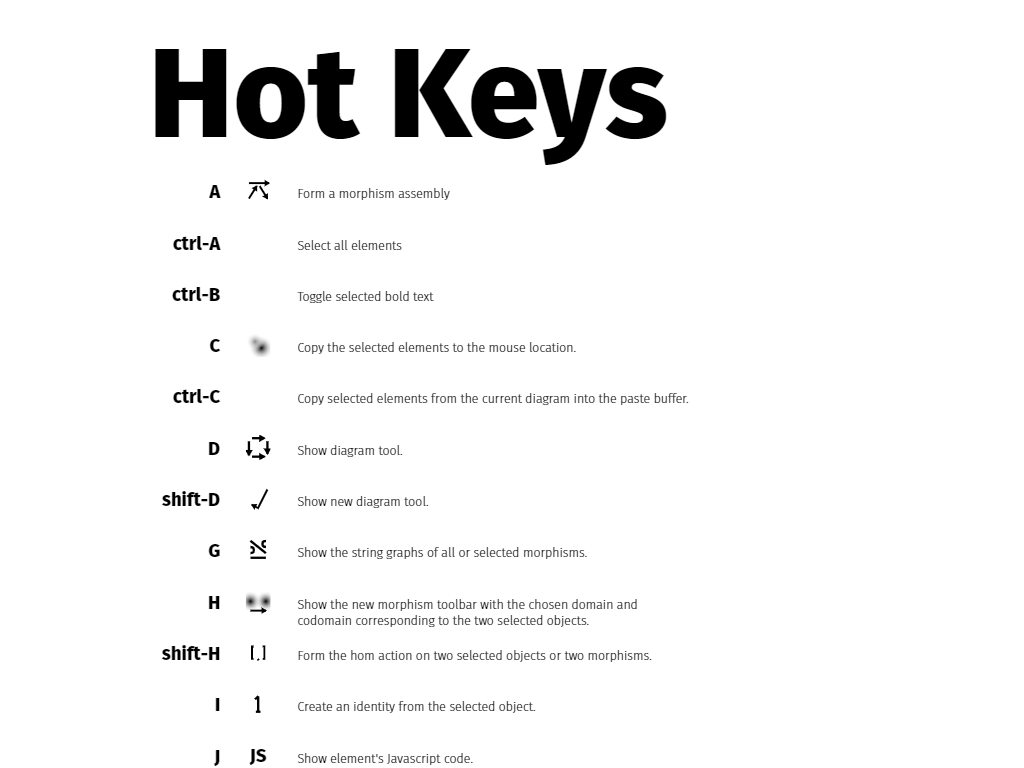 Hot Keys
A Form a morphism assembly
ctrl-A Select all elements
ctrl-B Toggle selected bold text
C Copy the selected elements to the mouse location.
ctrl-C Copy selected elements from the current diagram into the paste buffer.
D Show diagram tool.
shift-D Show new diagram tool.
G Show the string graphs of all or selected morphisms.
H Show the new morphism toolbar with the chosen domain and
codomain corresponding to the two selected objects.
shift-H [,] Form the hom action on two selected objects or two morphisms.
I 1 Create an identity from the selected object.
J JS Show element's Javascript code.